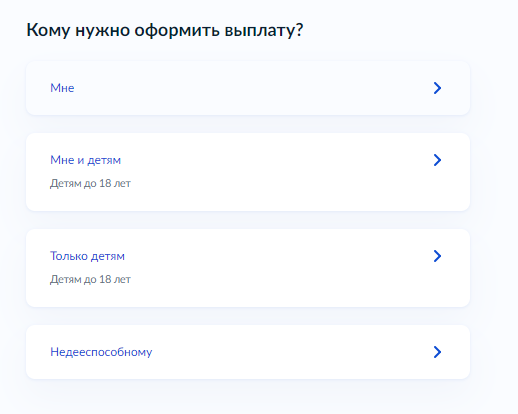 Кому нужно оформить выплату?
Мне
Мне и детям
Детям до 18 лет
Только детям
Детям до 18 лет
Недееспособному